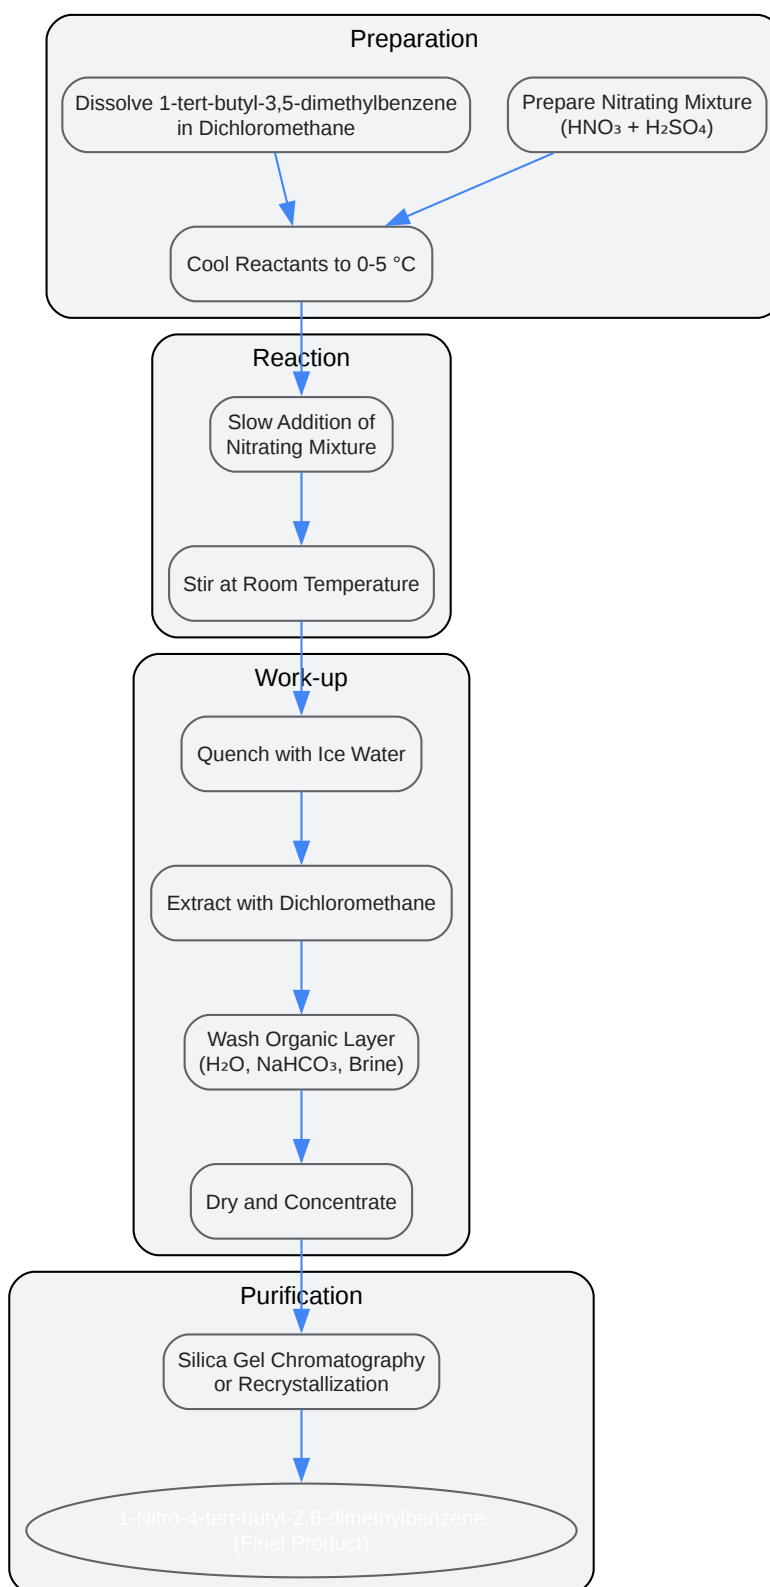 Preparation
Dissolve 1-tert-butyl-3,5-dimethylbenzene
in Dichloromethane
Prepare Nitrating Mixture
(HNO₃ + H₂SO₄)
Cool Reactants to 0-5 °C
Reaction
Slow Addition of
Nitrating Mixture
Stir at Room Temperature
Work-up
Quench with Ice Water
Extract with Dichloromethane
Wash Organic Layer
(H₂O, NaHCO₃, Brine)
Dry and Concentrate
Purification
Silica Gel Chromatography
or Recrystallization
1-Nitro-4-tert-butyl-2,6-dimethylbenzene
(Final Product)